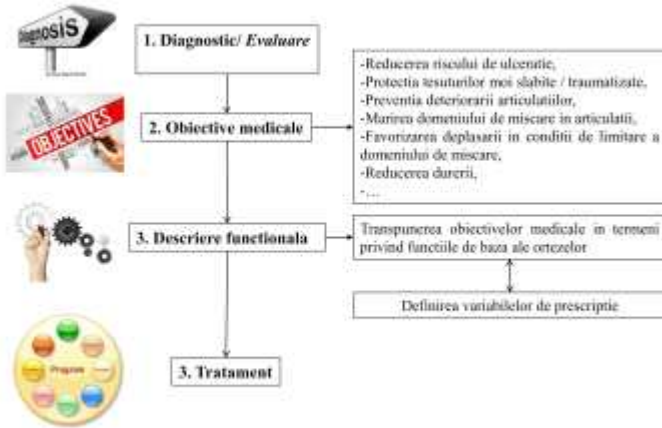 Diagnosis
1. Diagnostic/ Evaluare
-Reducerea riscului de ulceratie,
-Protectia tesuturilor moi slabite / traumatizate,
-Preventia deteriorarii articulatiilor,
-Marirea domeniului de miscare in articulatii,
-Favorizarea deplasarii in conditii de limitare a
domeniului de miscare,
-Reducerea durerii,
-…
OBJECTIVES
2. Obiective medicale
3. Descriere functionala
Transpunerea obiectivelor medicale in termeni
privind functiile de baza ale ortezelor
Definirea variabilelor de prescriptie
Program
3. Tratament